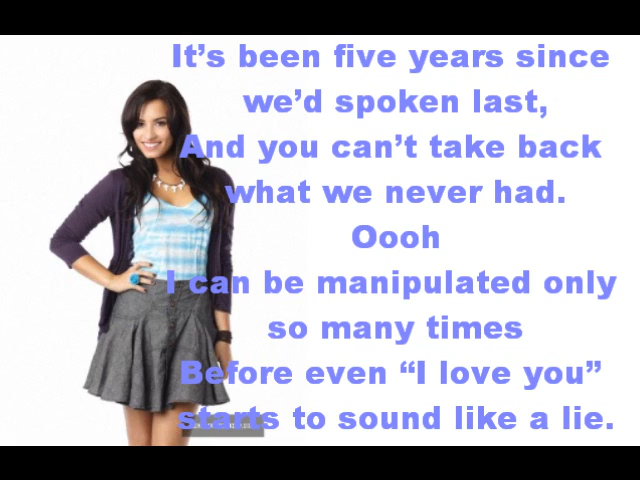 It’s been five years since
we’d spoken last,
And you can’t take back
what we never had.
Oooh
I can be manipulated only
so many times
Before even “I love you”
starts to sound like a lie.